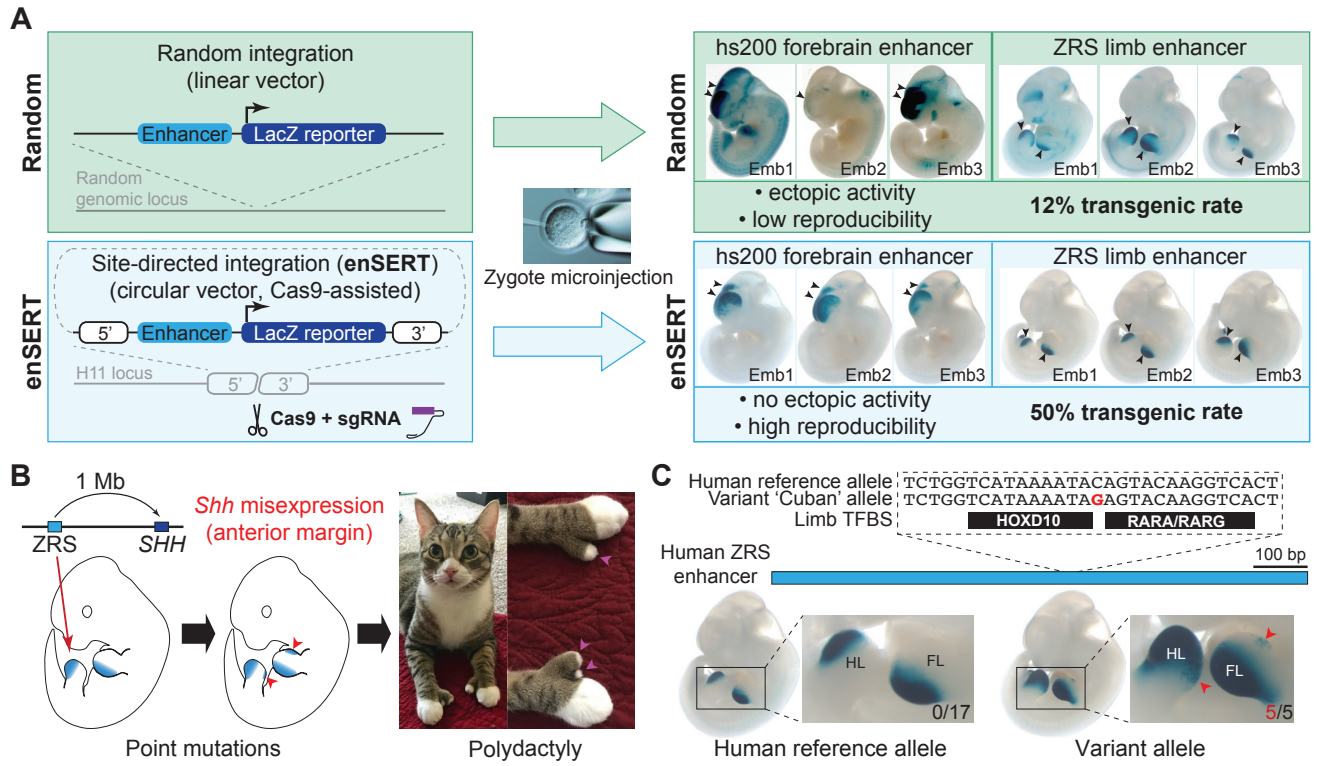 A
Random
Random integration
(linear vector)
Enhancer
LacZ reporter
Random
genomic locus
enSERT
Site-directed integration (enSERT)
(circular vector, Cas9-assisted)
5’
Enhancer
LacZ reporter
3’
H11 locus
5’
3’
Cas9 + sgRNA
Zygote microinjection
Random
hs200 forebrain enhancer
Emb1
Emb2
Emb3
ZRS limb enhancer
Emb1
Emb2
Emb3
• ectopic activity
• low reproducibility
12% transgenic rate
enSERT
hs200 forebrain enhancer
Emb1
Emb2
Emb3
ZRS limb enhancer
Emb1
Emb2
Emb3
• no ectopic activity
• high reproducibility
50% transgenic rate
B
1 Mb
ZRS
SHH
Shh misexpression
(anterior margin)
Point mutations
Polydactyly
C
Human reference allele TCTGGTCATAAAATACAGTACAAGGTCACT
Variant ‘Cuban’ allele TCTGGTCATAAAATAGAGTACAAGGTCACT
Limb TFBS HOXD10 RARA/RARG
Human ZRS
enhancer
100 bp
HL
FL
0/17
HL
FL
5/5
Human reference allele
Variant allele